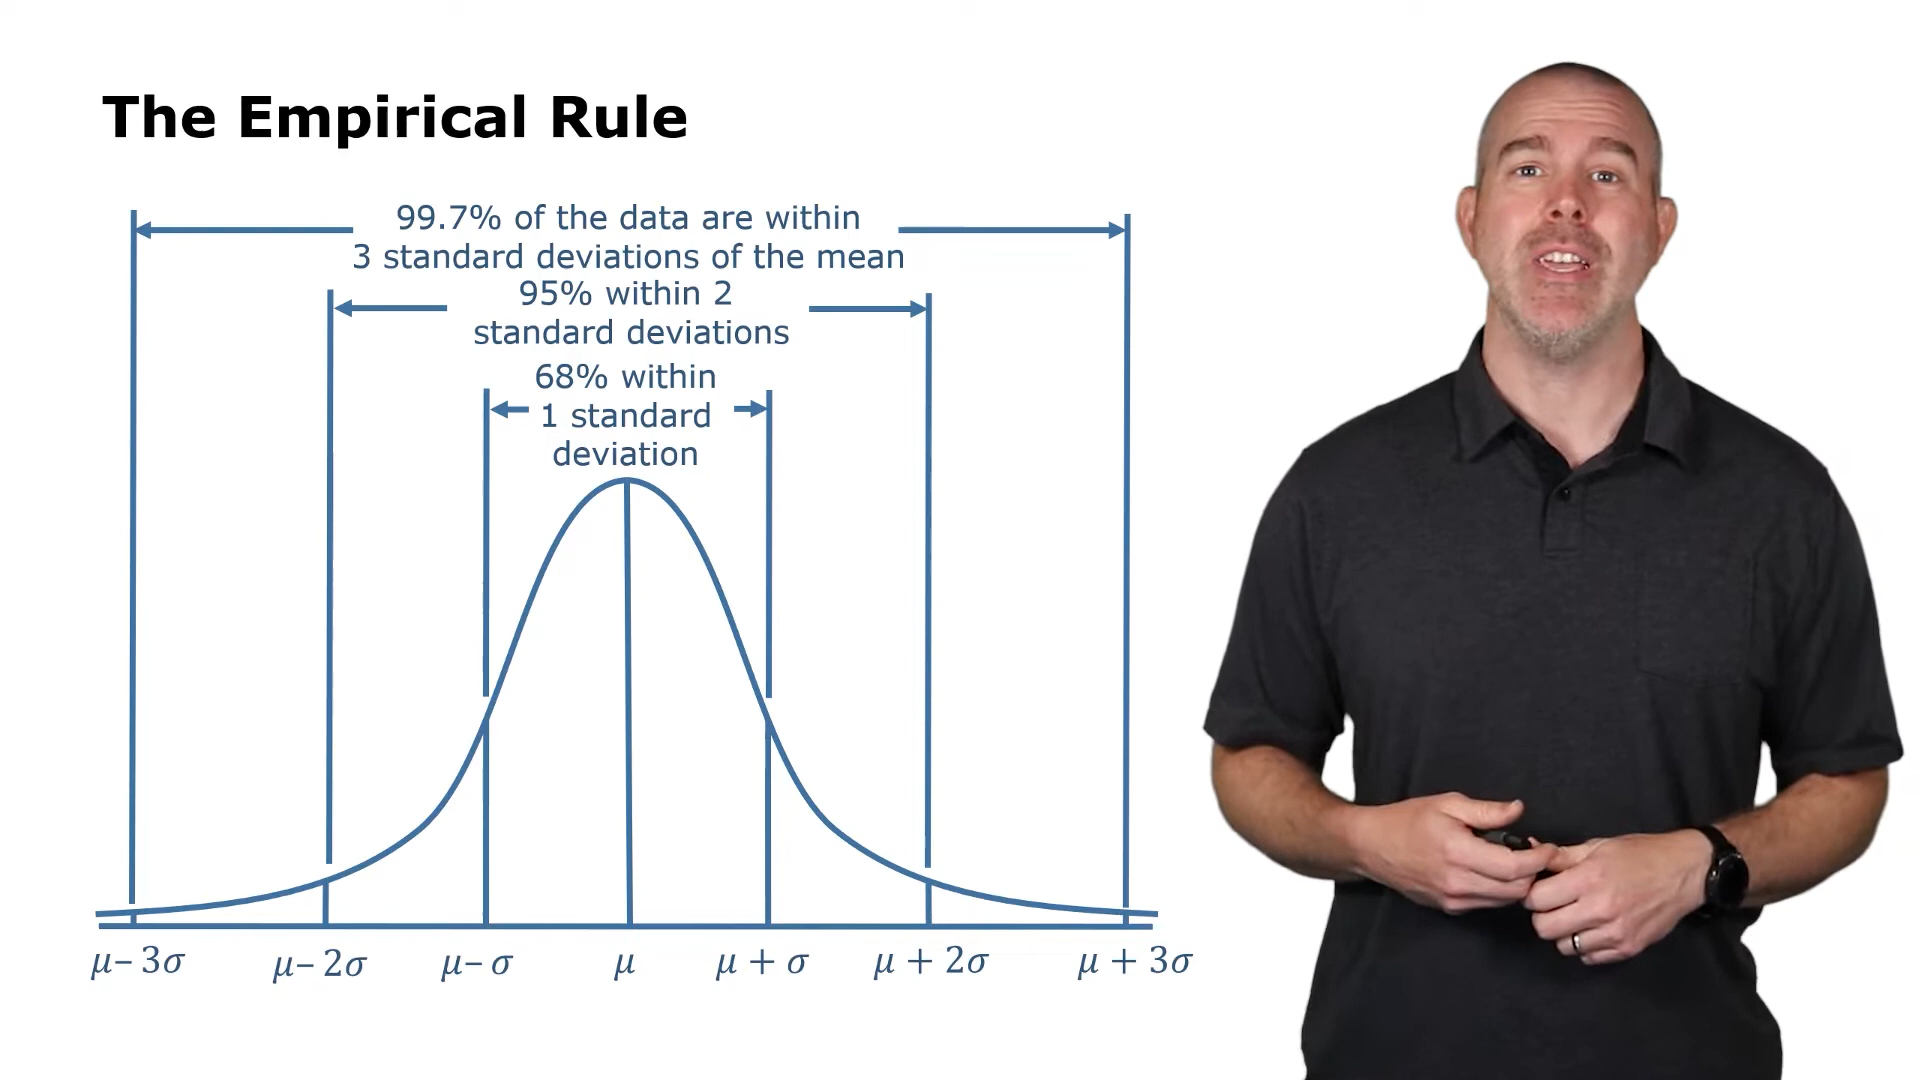 The Empirical Rule
99.7% of the data are within
3 standard deviations of the mean
95% within 2
standard deviations
68% within
1 standard
deviation
μ– 3σ μ– 2σ μ– σ μ μ + σ μ + 2σ μ + 3σ